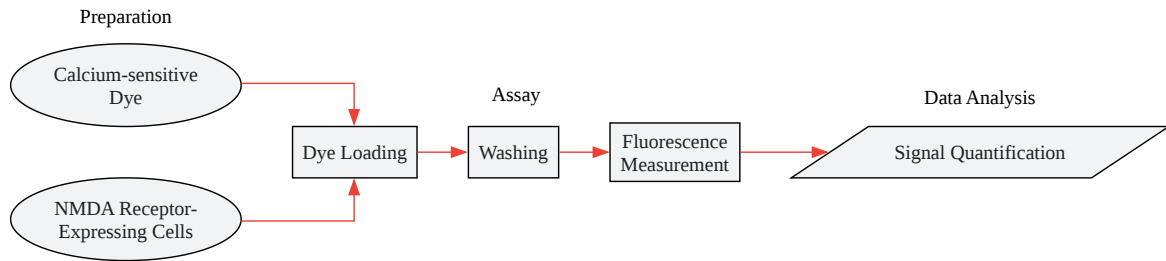 Preparation
Calcium-sensitive
Dye
NMDA Receptor-
Expressing Cells
Assay
Dye Loading
Washing
Fluorescence
Measurement
Data Analysis
Signal Quantification